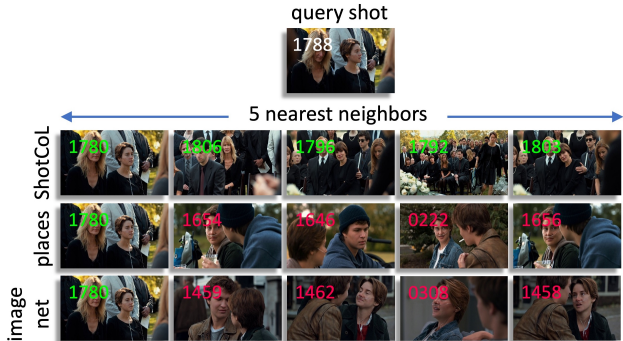 query shot
1788
5 nearest neighbors
ShotCoL
1780 1806 1796 1792 1803
places
1780 1654 1646 0222 1656
image net
1780 1459 1462 0308 1458